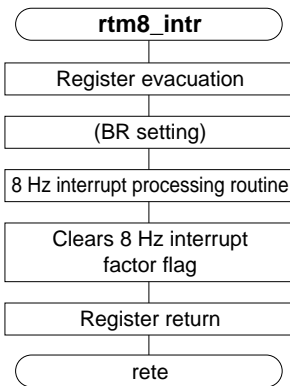 rtm8_intr
Register evacuation
(BR setting)
8 Hz interrupt processing routine
Clears 8 Hz interrupt
factor flag
Register return
rete